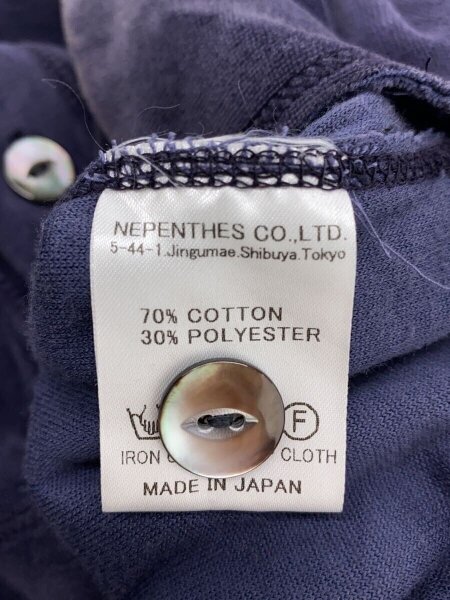 NEPENTHES CO.,LTD.
5-44-1.Jingumae.Shibuya.Tokyo
70% COTTON
30% POLYESTER
F
IRON CLOTH
MADE IN JAPAN